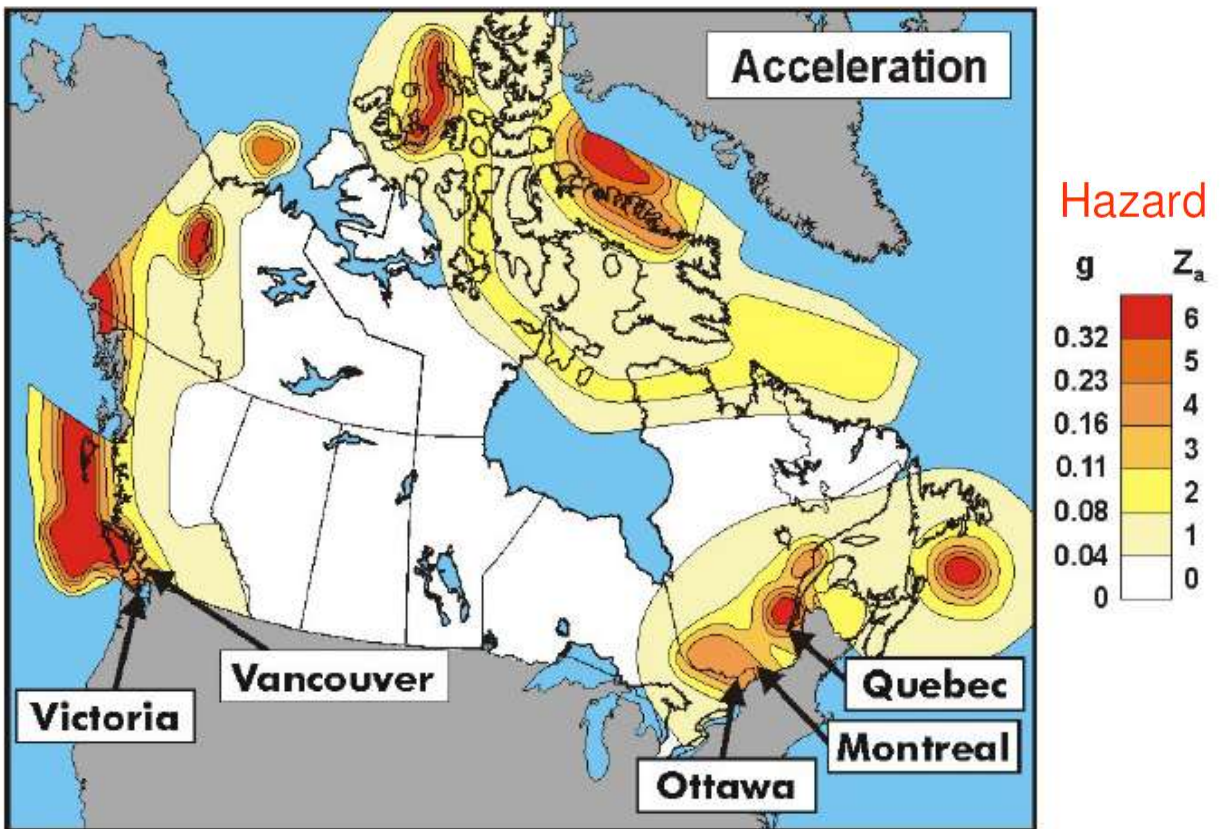 Acceleration
Hazard
g Z_a
6
0.32
5
0.23
4
0.16
3
0.11
2
0.08
1
0.04
0
0
Vancouver
Victoria
Quebec
Montreal
Ottawa